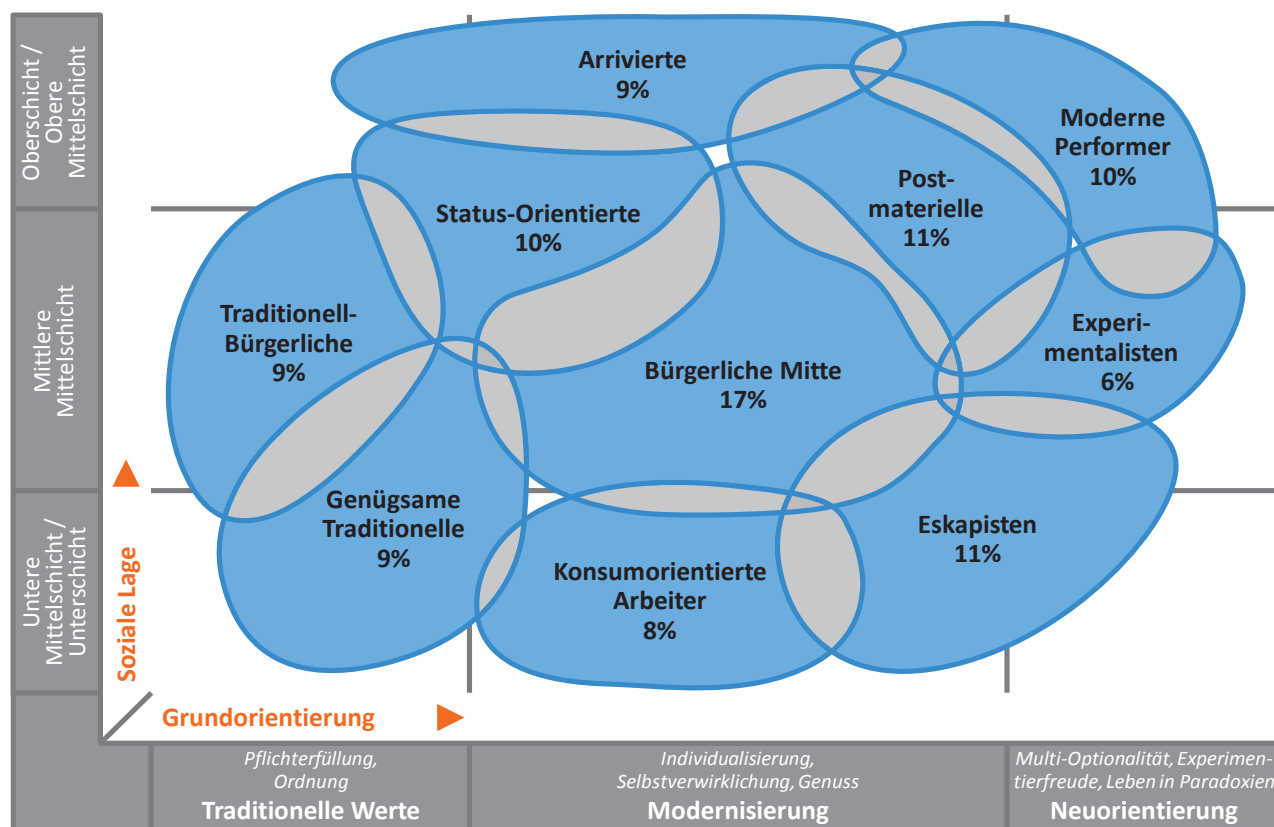 Oberschicht /
Obere
Mittelschicht
Mittlere
Mittelschicht
Untere
Mittelschicht /
Unterschicht
Soziale Lage
Arrivierte
9%
Moderne
Performer
10%
Post-
materielle
11%
Status-Orientierte
10%
Traditionell-
Bürgerliche
9%
Experi-
mentalisten
6%
Bürgerliche Mitte
17%
Genügsame
Traditionelle
9%
Eskapisten
11%
Konsumorientierte
Arbeiter
8%
Grundorientierung
Pflichterfüllung,
Ordnung
Traditionelle Werte
Individualisierung,
Selbstverwirklichung, Genuss
Modernisierung
Multi-Optionalität, Experimen-
tierfreude, Leben in Paradoxien
Neuorientierung